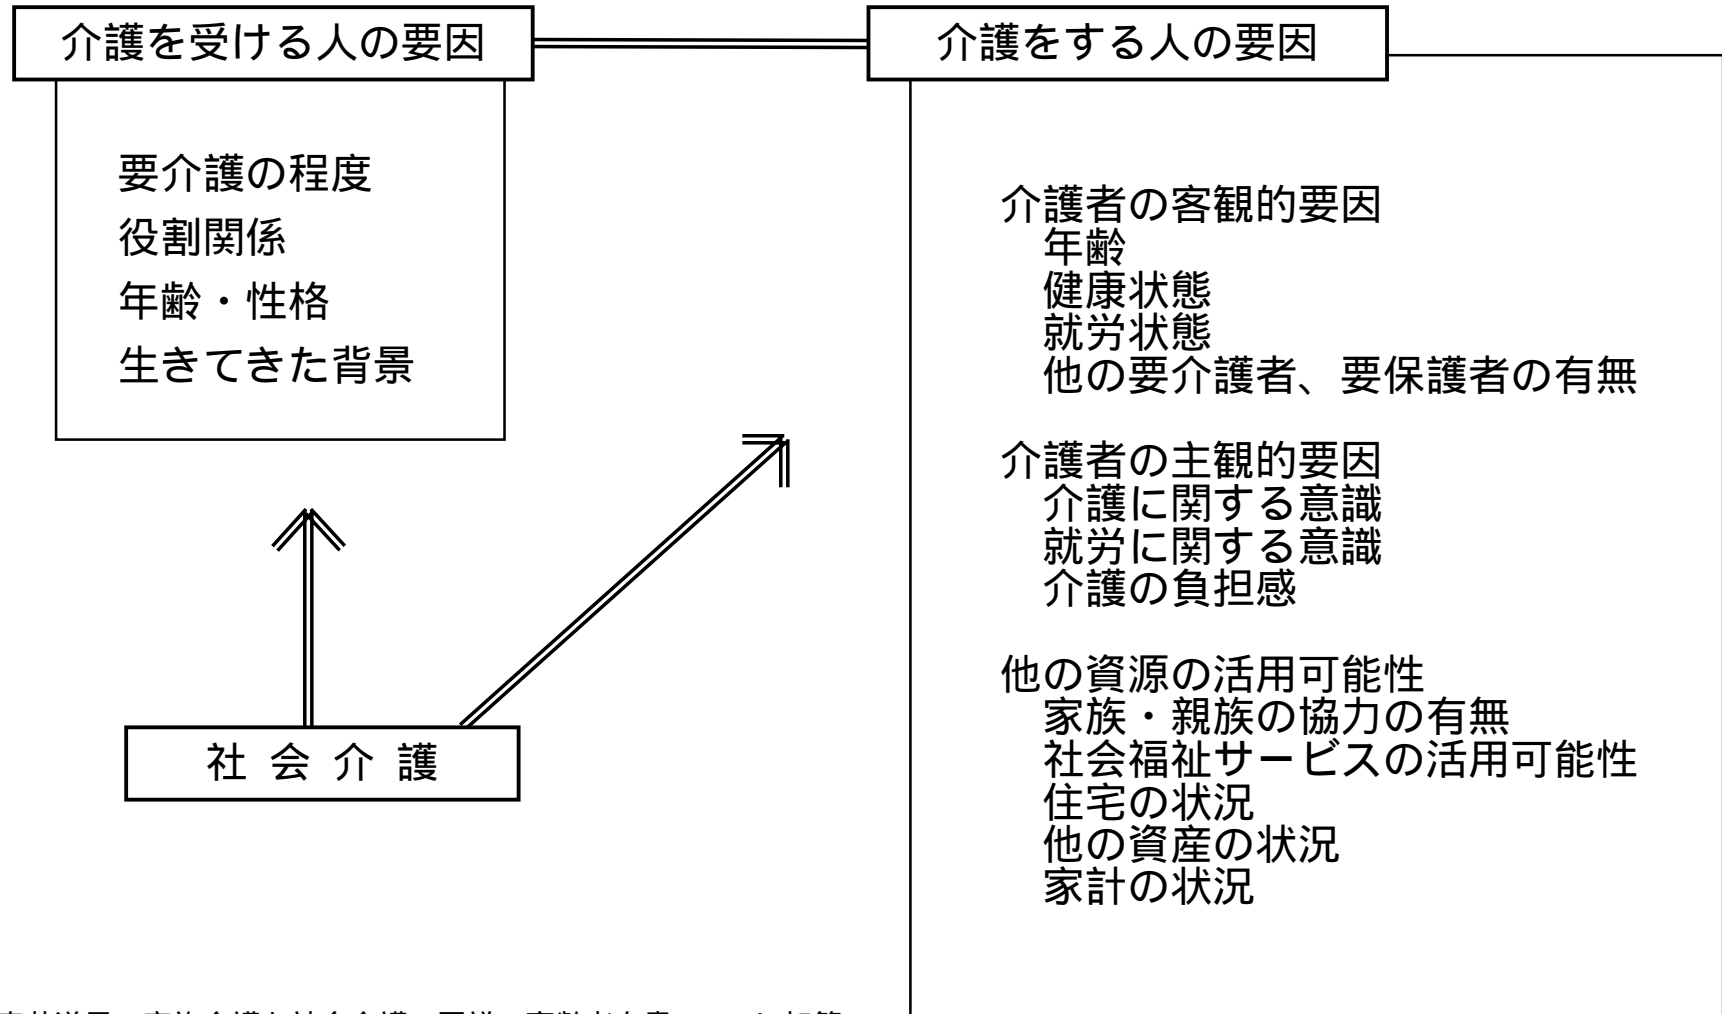 介護を受ける人の要因
介護をする人の要因
要介護の程度
役割関係
年齢・性格
生きてきた背景
社会介護
介護者の客観的要因
年齢
健康状態
就労状態
他の要介護者、要保護者の有無
介護者の主観的要因
介護に関する意識
就労に関する意識
介護の負担感
他の資源の活用可能性
家族・親族の協力の有無
社会福祉サービスの活用可能性
住宅の状況
他の資産の状況
家計の状況